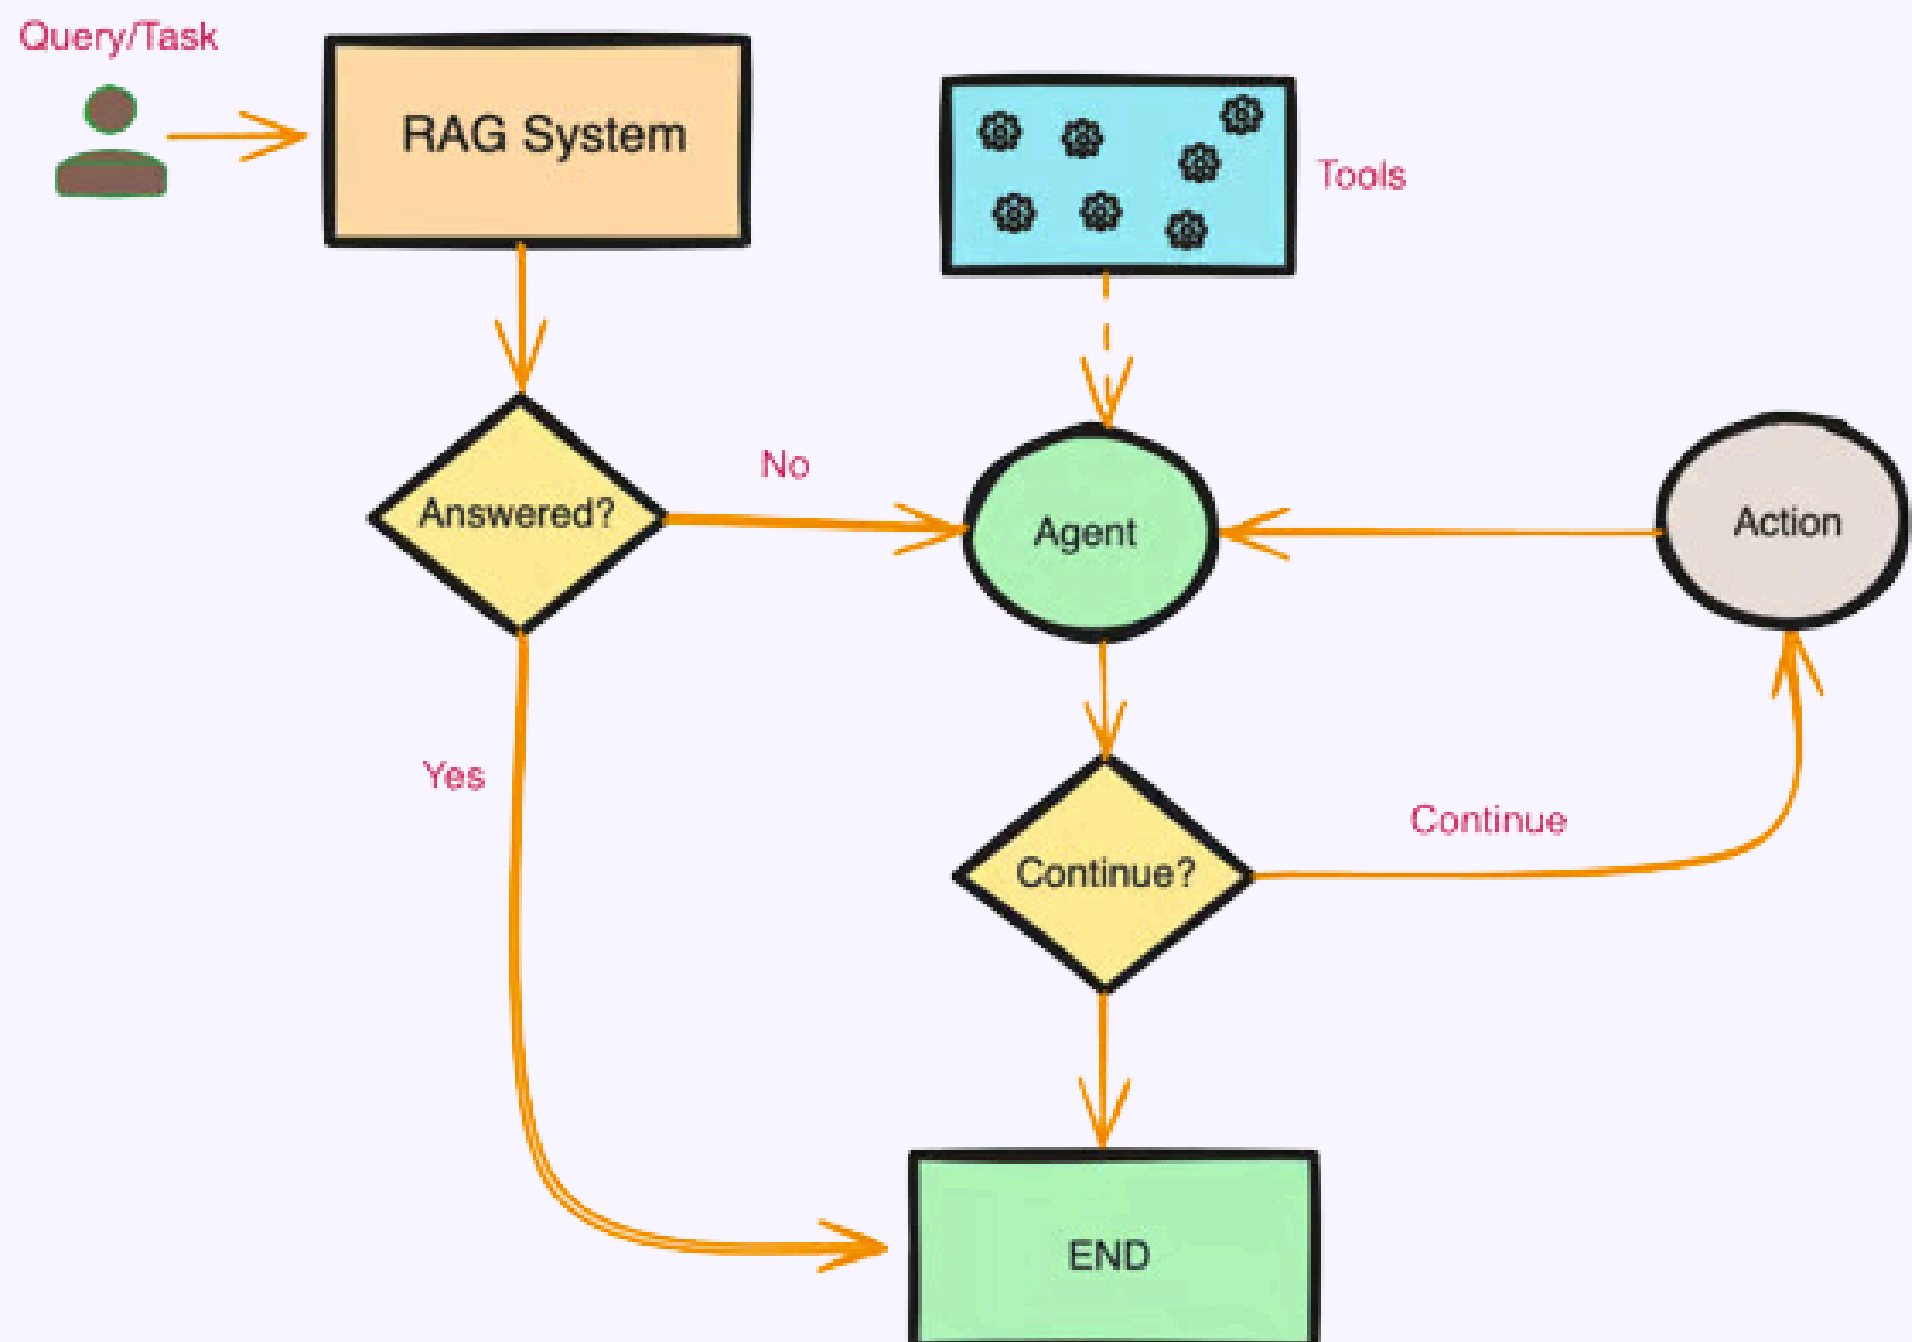 Query/Task
RAG System
Tools
No
Answered?
Agent
Action
Yes
Continue
Continue?
END